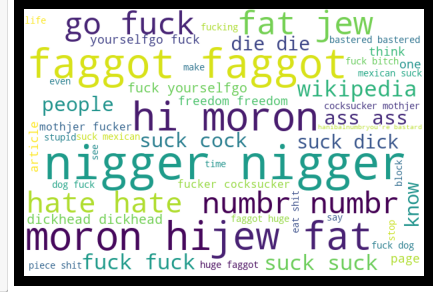 life go fuck fucking fat jew
yourselfgo fuck die die bastered bastered
faggot faggot think one
even make fuck bitch mexican suck
fuck yourselfgo wikipedia
people freedom freedom cocksucker mothjer
hi moron ass ass
mothjer fucker
stupid suck mexican suck cock suck dick
article see nigger nigger
time block
dog fuck fucker cocksucker
hate hate numbr numbr know
dickhead dickhead faggot huge eat shit say stop
moron hi jew fat fuck dog
piece shit fuck fuck huge faggot suck suck page